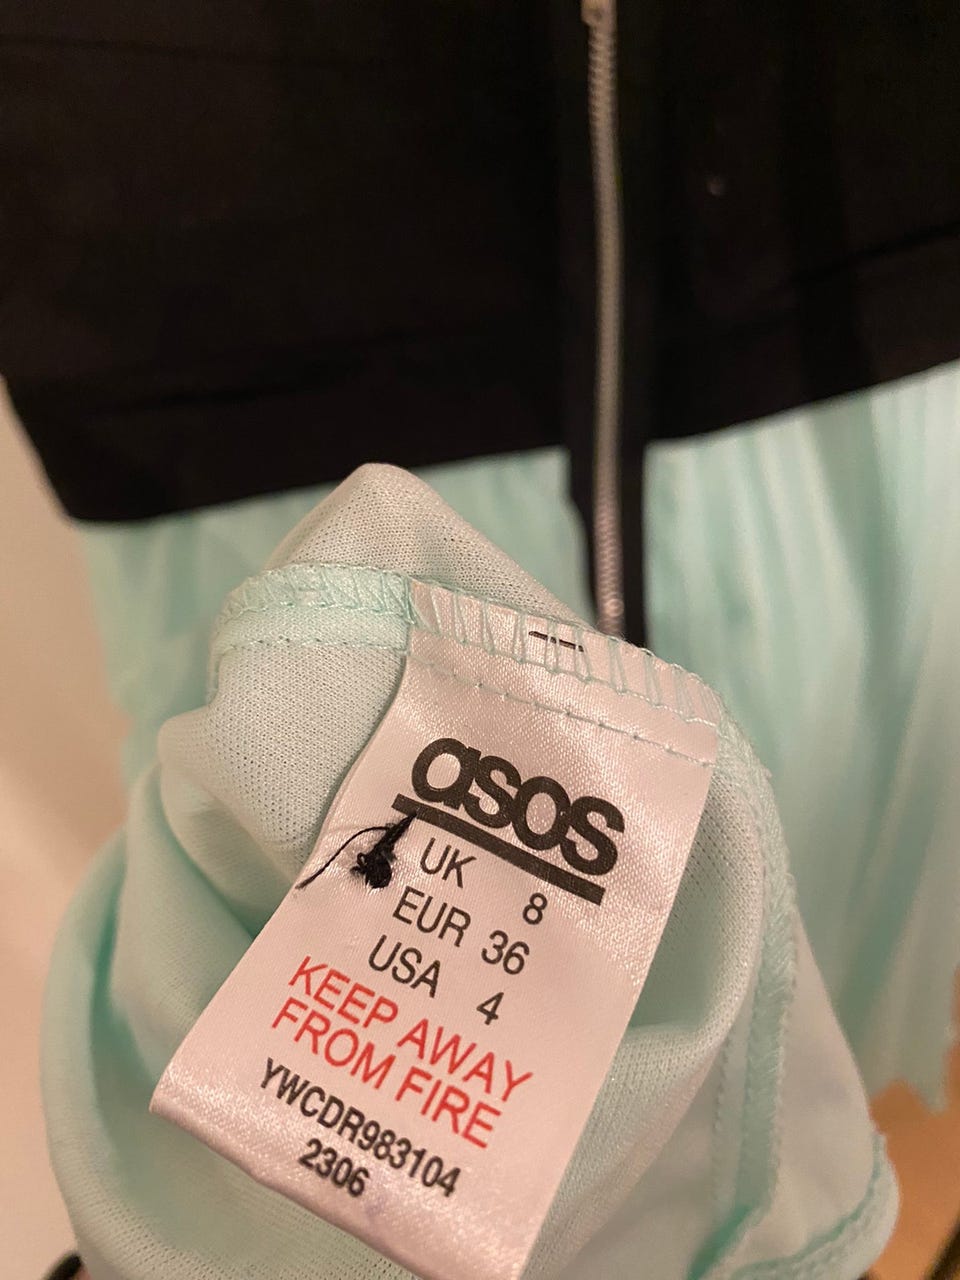 asos
UK 8
EUR 36
USA 4
KEEP AWAY
FROM FIRE
YWCDR983104
2306